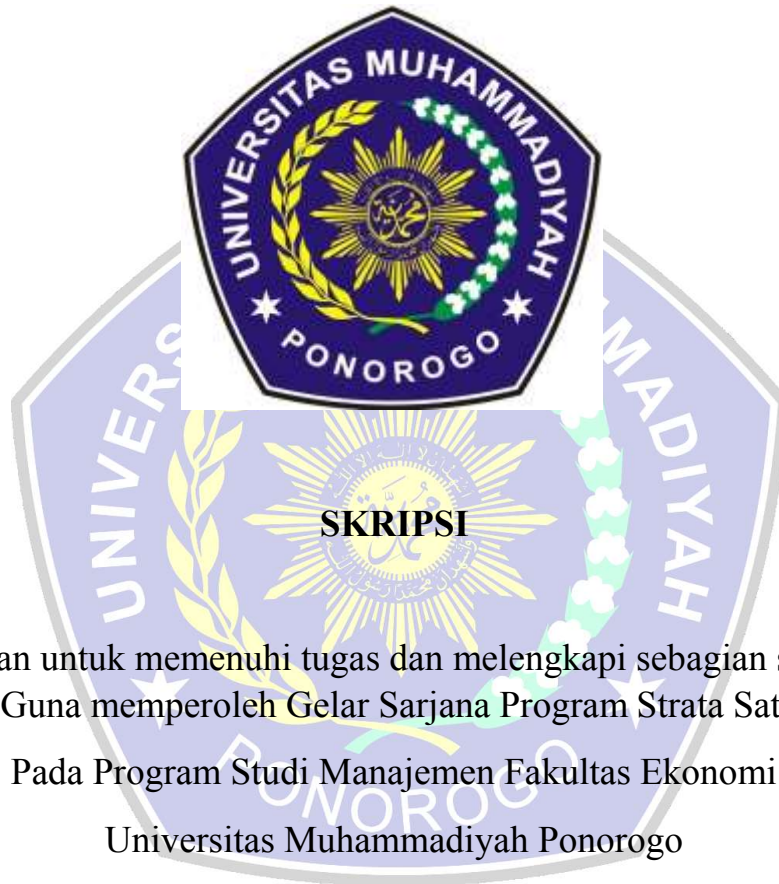 UNIVERSITAS MUHAMMADIYAH
PONOROGO
SKRIPSI
an untuk memenuhi tugas dan melengkapi sebagian s
Guna memperoleh Gelar Sarjana Program Strata Sat
Pada Program Studi Manajemen Fakultas Ekonomi
Universitas Muhammadiyah Ponorogo